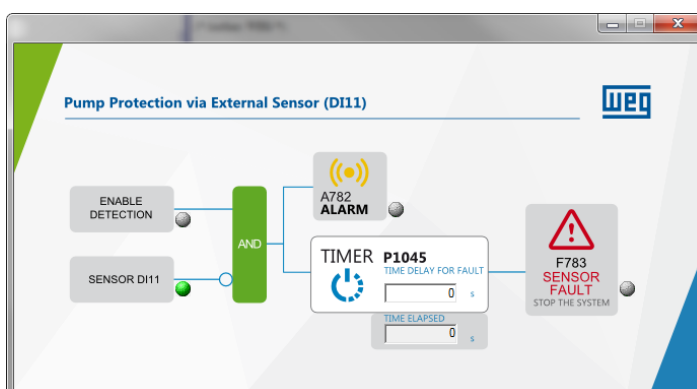 Pump Protection via External Sensor (DI11)
WEG
ENABLE
DETECTION
SENSOR DI11
AND
A782
ALARM
TIMER P1045
TIME DELAY FOR FAULT
0 s
TIME ELAPSED
0 s
F783
SENSOR
FAULT
STOP THE SYSTEM